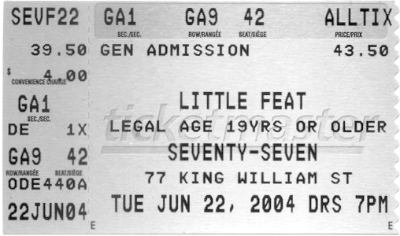 SEVF22 GA1 GA9 42 ALLTIX
SEC./SEC. ROW/RANGÉE SEAT/SIÈGE PRICE/PRIX
39.50 GEN ADMISSION 43.50
$ 4.00
CONVENIENCE CHARGE
GA1 LITTLE FEAT
SEC./SEC.
ticketmaster
DE 1X LEGAL AGE 19YRS OR OLDER
GA9 42 SEVENTY-SEVEN
ROW/RANGÉE SEAT/SIÈGE
ODE440A 77 KING WILLIAM ST
22JUN04 TUE JUN 22, 2004 DRS 7PM
E E